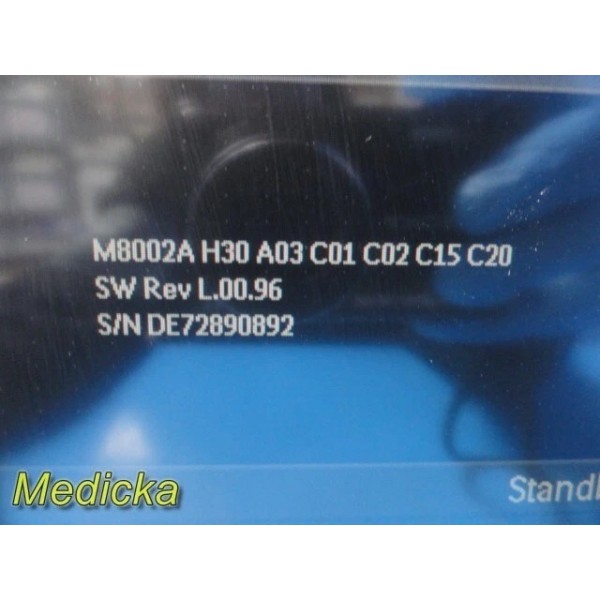 M8002A H30 A03 C01 C02 C15 C20
SW Rev L.00.96
S/N DE72890892
Medicka